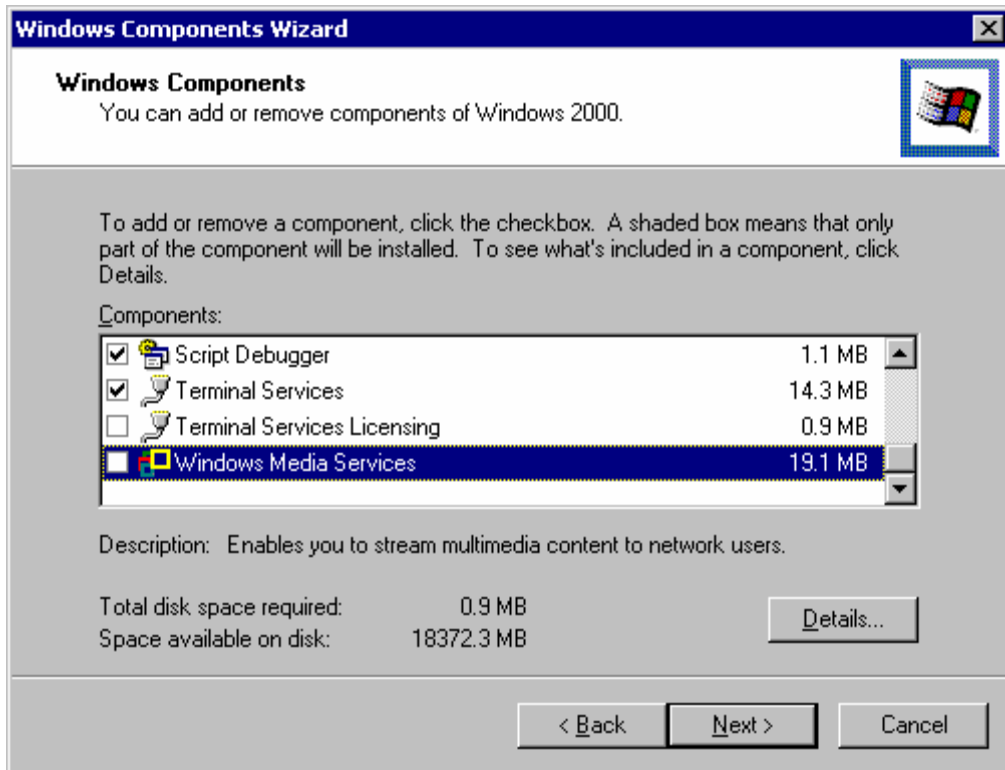 Windows Components Wizard
Windows Components
You can add or remove components of Windows 2000.
To add or remove a component, click the checkbox. A shaded box means that only
part of the component will be installed. To see what's included in a component, click
Details.
Components:
Script Debugger 1.1 MB
Terminal Services 14.3 MB
Terminal Services Licensing 0.9 MB
Windows Media Services 19.1 MB
Description: Enables you to stream multimedia content to network users.
Total disk space required: 0.9 MB
Space available on disk: 18372.3 MB
Details...
< Back Next > Cancel